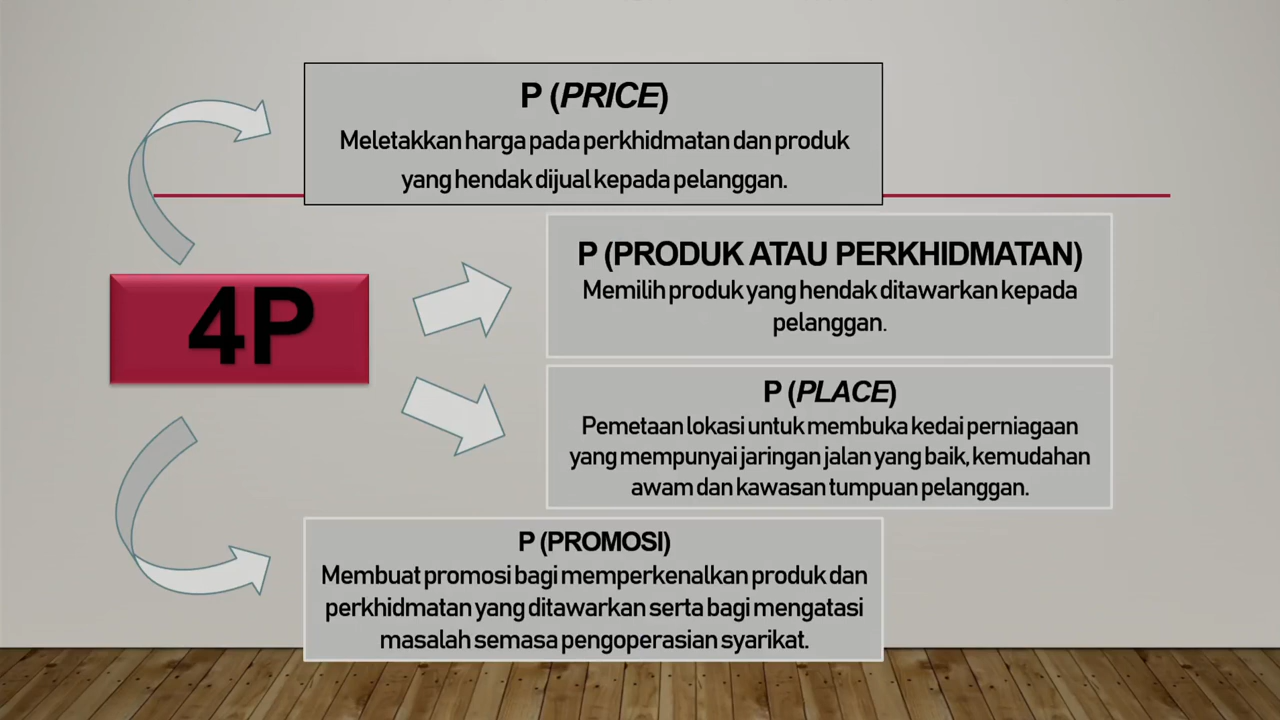 P (PRICE)
Meletakkan harga pada perkhidmatan dan produk
yang hendak dijual kepada pelanggan.
4P
P (PRODUK ATAU PERKHIDMATAN)
Memilih produk yang hendak ditawarkan kepada
pelanggan.
P (PLACE)
Pemetaan lokasi untuk membuka kedai perniagaan
yang mempunyai jaringan jalan yang baik, kemudahan
awam dan kawasan tumpuan pelanggan.
P (PROMOSI)
Membuat promosi bagi memperkenalkan produk dan
perkhidmatan yang ditawarkan serta bagi mengatasi
masalah semasa pengoperasian syarikat.